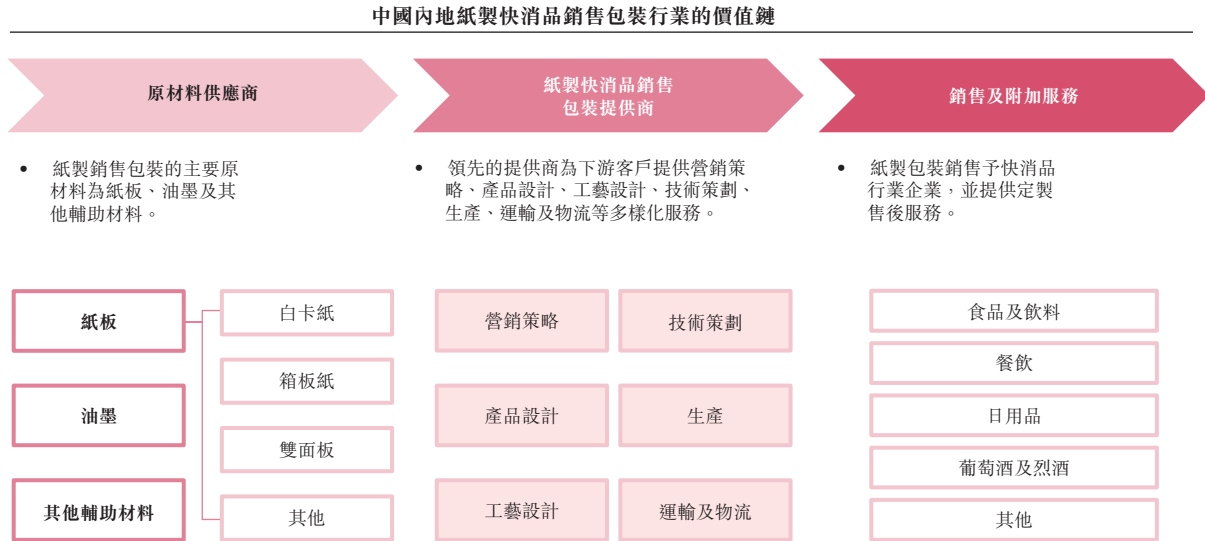 中國內地紙製快消品銷售包裝行業的價值鏈
原材料供應商
紙製快消品銷售
包裝提供商
銷售及附加服務
• 紙製銷售包裝的主要原
材料為紙板、油墨及其
他輔助材料。
• 領先的提供商為下游客戶提供營銷策
略、產品設計、工藝設計、技術策劃、
生產、運輸及物流等多樣化服務。
• 紙製包裝銷售予快消品
行業企業，並提供定製
售後服務。
紙板
油墨
其他輔助材料
白卡紙
箱板紙
雙面板
其他
營銷策略
技術策劃
產品設計
生產
工藝設計
運輸及物流
食品及飲料
餐飲
日用品
葡萄酒及烈酒
其他